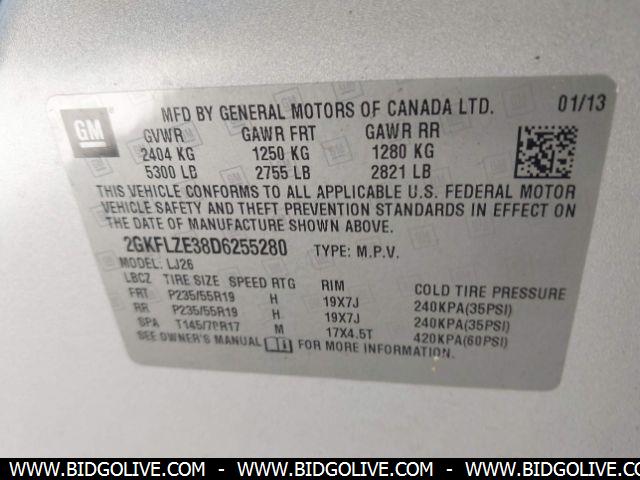 GM
MFD BY GENERAL MOTORS OF CANADA LTD. 01/13
GVWR GAWR FRT GAWR RR
2404 KG 1250 KG 1280 KG
5300 LB 2755 LB 2821 LB
THIS VEHICLE CONFORMS TO ALL APPLICABLE U.S. FEDERAL MOTOR
VEHICLE SAFETY AND THEFT PREVENTION STANDARDS IN EFFECT ON
THE DATE OF MANUFACTURE SHOWN ABOVE.
2GKFLZE38D6255280 TYPE: M.P.V.
MODEL: LJ26
LBCZ TIRE SIZE SPEED RTG RIM COLD TIRE PRESSURE
FRT P235/55R19 H 19X7J 240KPA(35PSI)
RR P235/55R19 H 19X7J 240KPA(35PSI)
SPA T145/70R17 M 17X4.5T 420KPA(60PSI)
SEE OWNER'S MANUAL FOR MORE INFORMATION.
WWW.BIDGOLIVE.COM - WWW.BIDGOLIVE.COM - WWW.BIDGOLIVE.COM